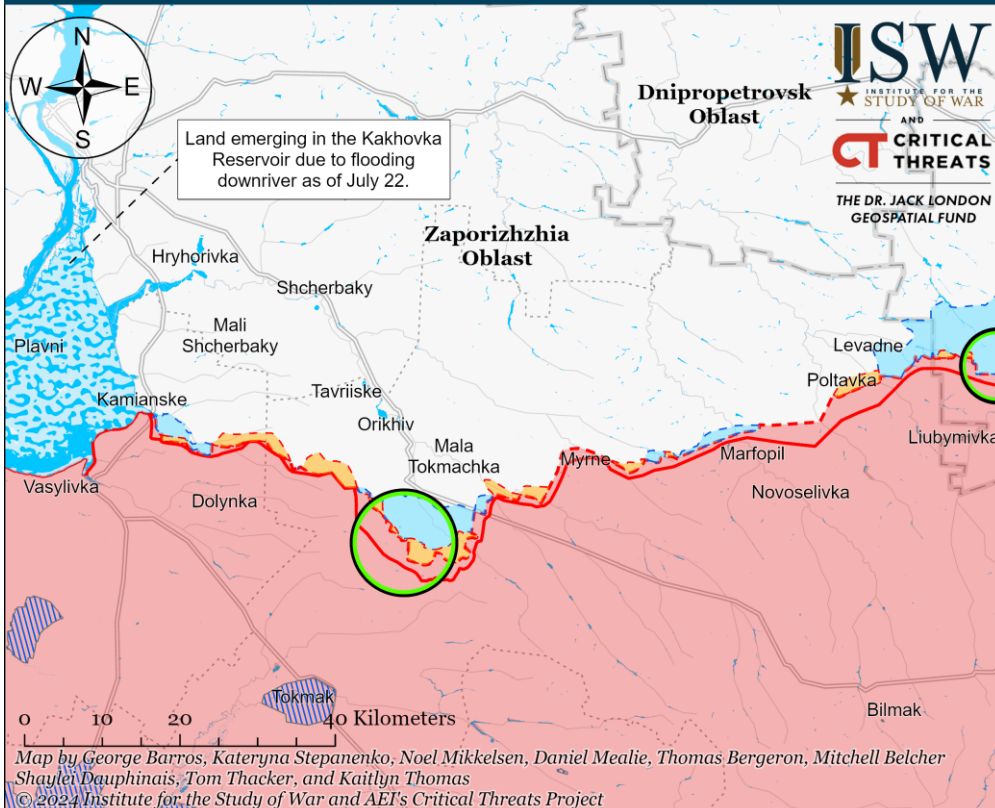 N
W
E
S
ISW
INSTITUTE FOR THE
STUDY OF WAR
AND
CT CRITICAL
THREATS
THE DR. JACK LONDON
GEOSPATIAL FUND
Dnipropetrovsk
Oblast
Land emerging in the Kakhovka
Reservoir due to flooding
downriver as of July 22.
Zaporizhzhia
Oblast
Hryhorivka
Shcherbaky
Mali
Shcherbaky
Plavni
Levadne
Poltavka
Tavriiske
Kamianske
Orikhiv
Mala
Tokmachka
Myrne
Marfopil
Liubymivka
Vasylivka
Dolynka
Novoselivka
Tokmak
Bilmak
0 10 20 40 Kilometers
Map by George Barros, Kateryna Stepanenko, Noel Mikkelsen, Daniel Mealie, Thomas Bergeron, Mitchell Belcher
Shaylei Dauphinais, Tom Thacker, and Kaitlyn Thomas
© 2024 Institute for the Study of War and AEI's Critical Threats Project